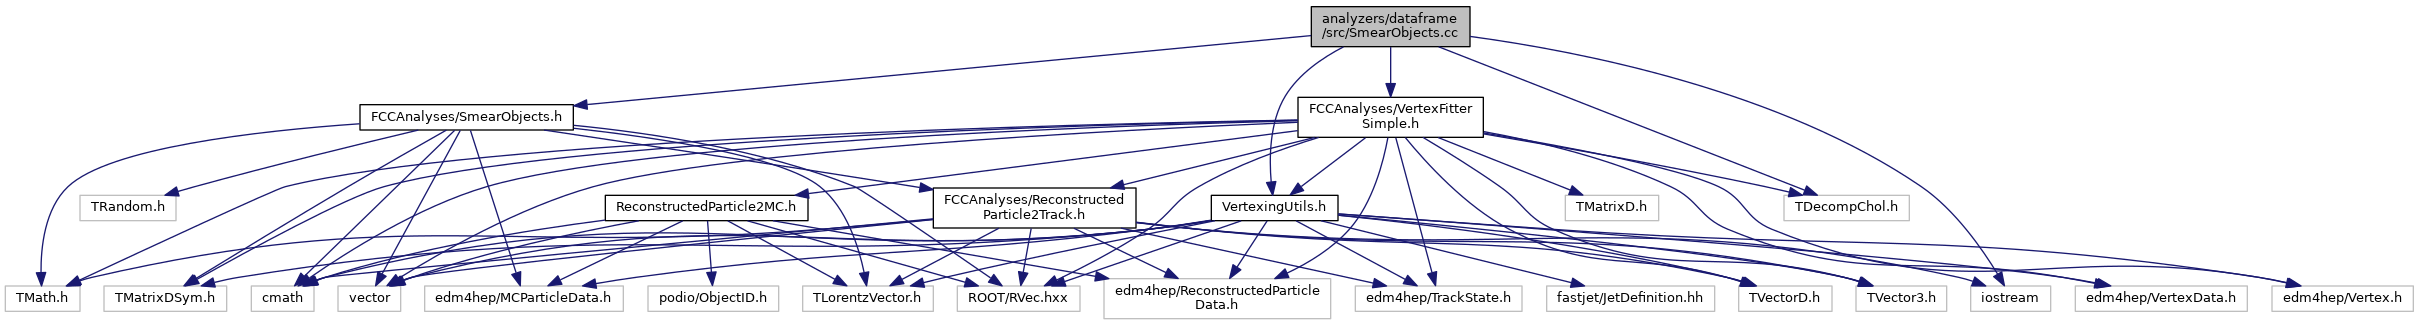 analyzers/dataframe
/src/SmearObjects.cc
FCCAnalyses/SmearObjects.h
FCCAnalyses/VertexFitter
Simple.h
TRandom.h
ReconstructedParticle2MC.h
FCCAnalyses/Reconstructed
Particle2Track.h
VertexingUtils.h
TMatrixD.h
TDecompChol.h
TMath.h
TMatrixDSym.h
cmath
vector
edm4hep/MCParticleData.h
podio/ObjectID.h
TLorentzVector.h
ROOT/RVec.hxx
edm4hep/ReconstructedParticle
Data.h
edm4hep/TrackState.h
fastjet/JetDefinition.hh
TVectorD.h
TVector3.h
iostream
edm4hep/VertexData.h
edm4hep/Vertex.h